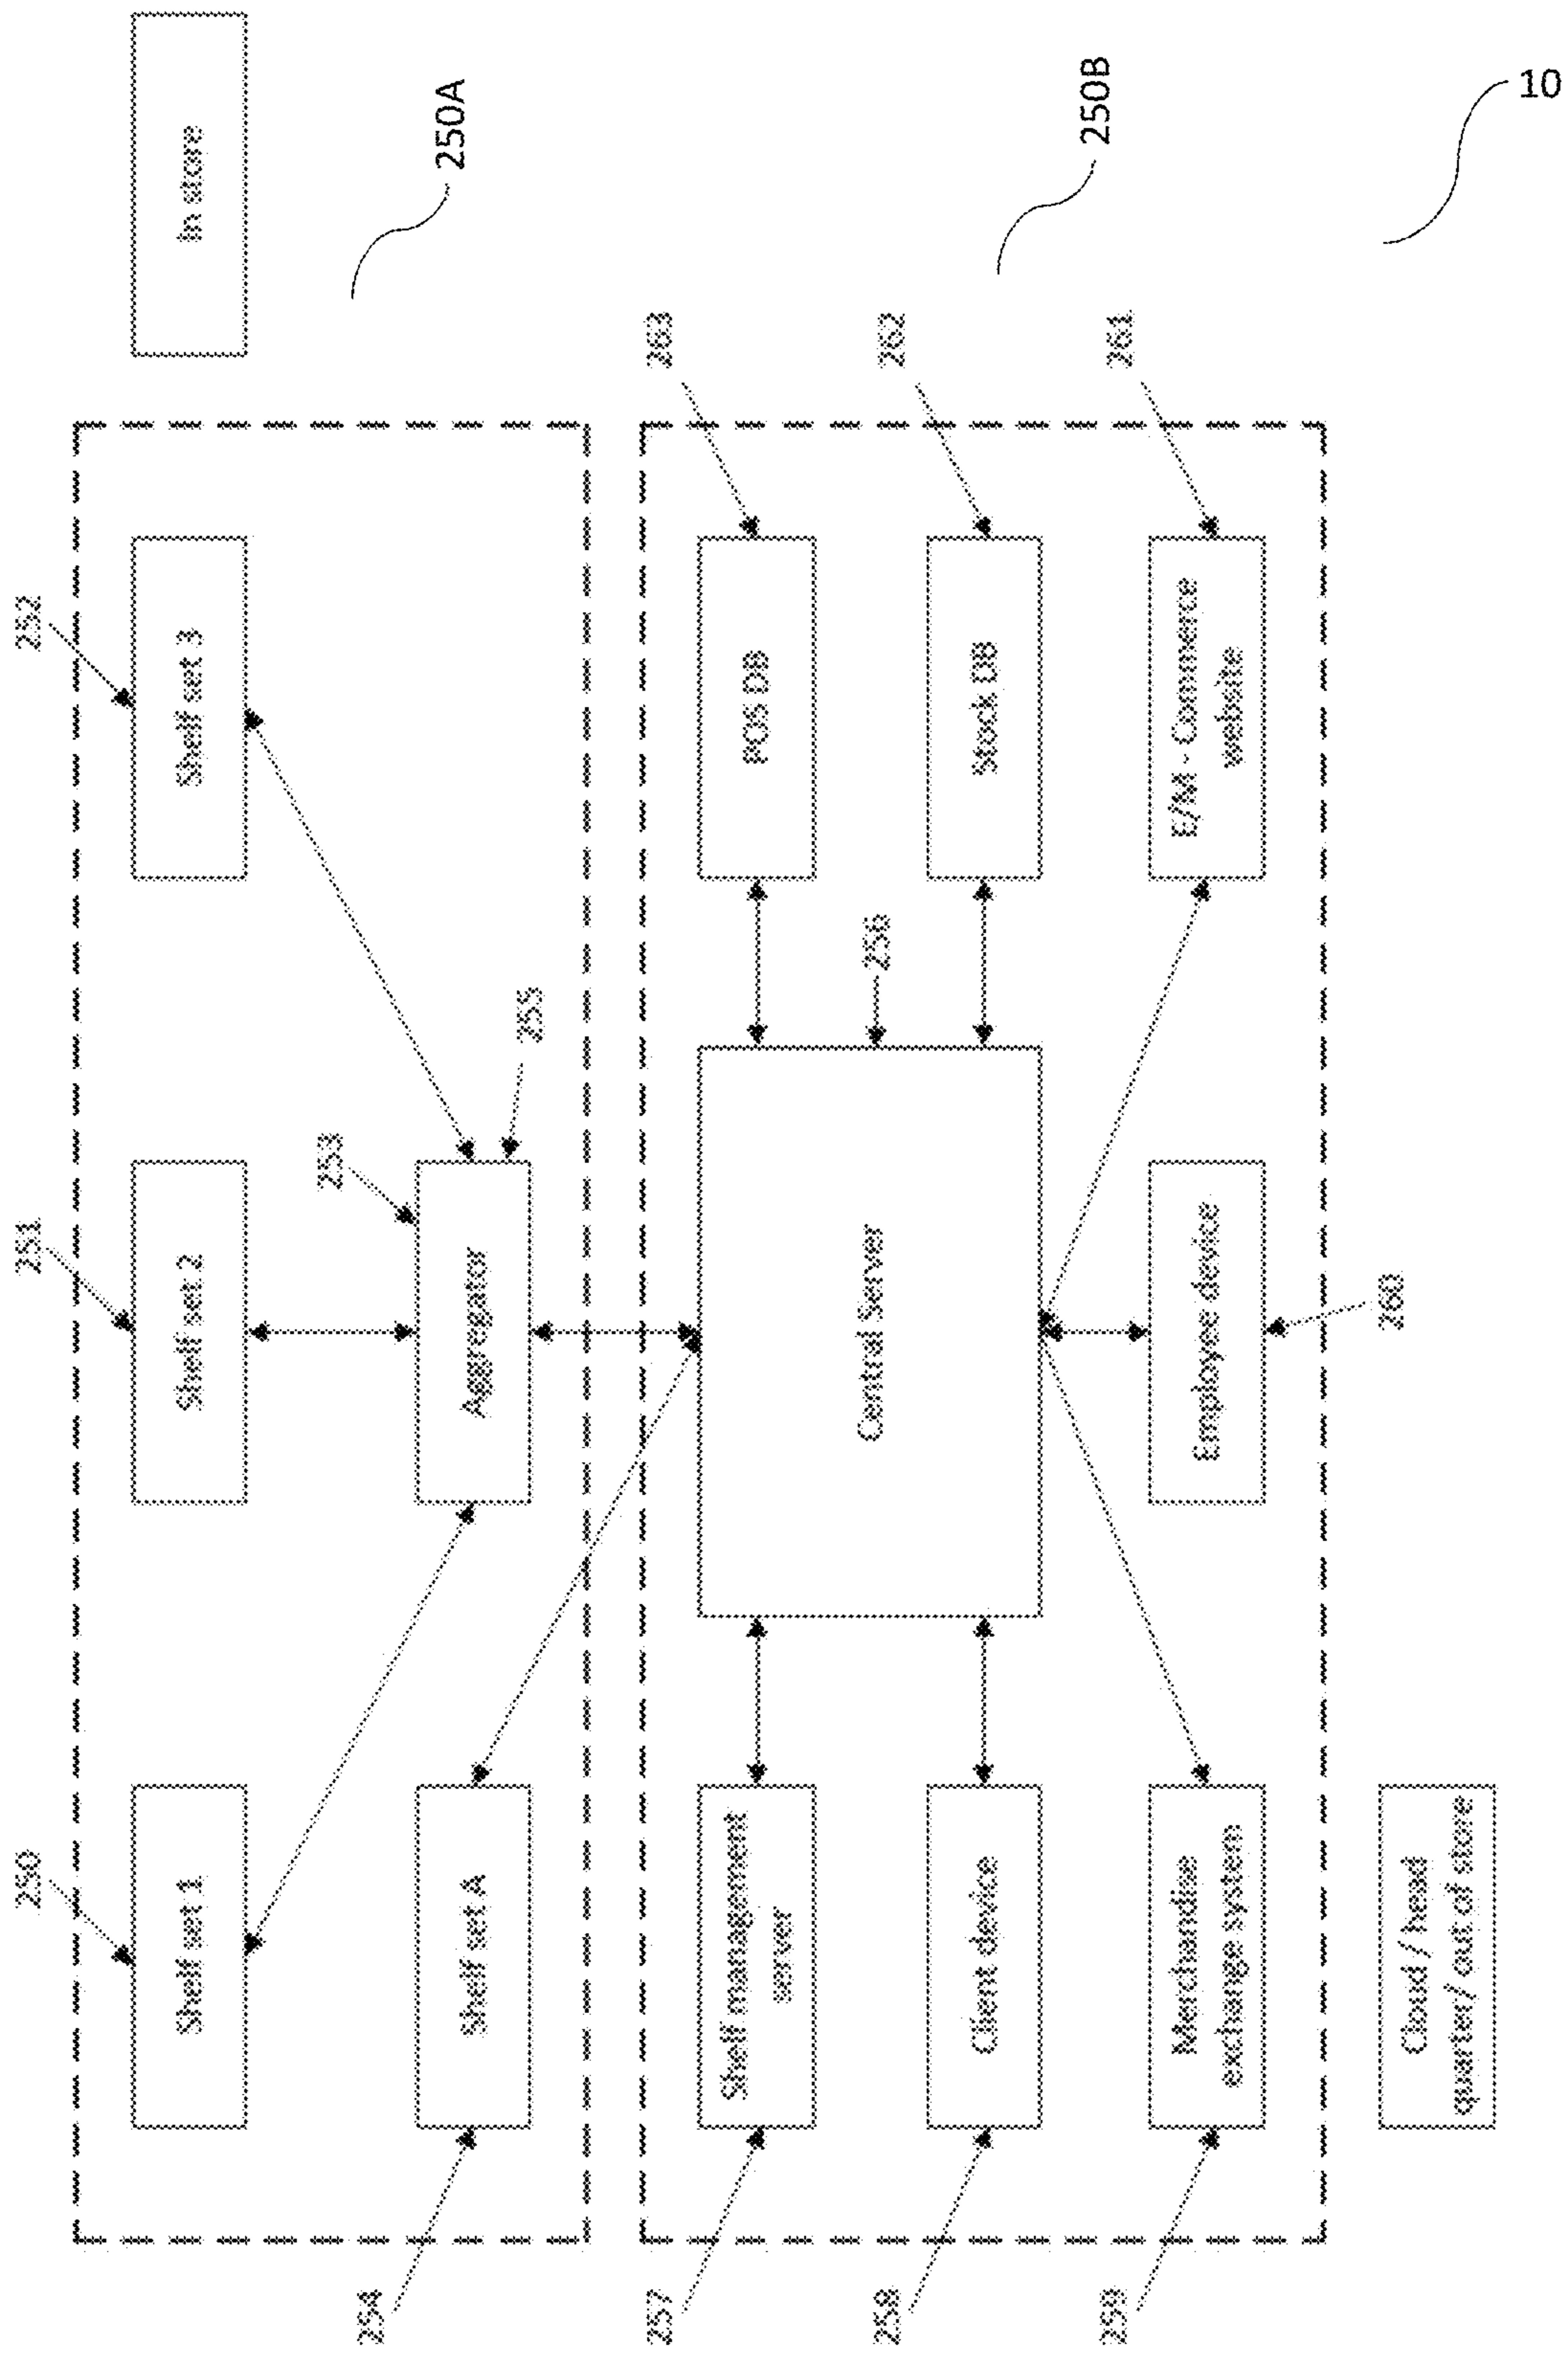 In store
250A
250
251
252
Shelf set 1
Shelf set 2
Shelf set 3
253
255
254
Shelf set A
Aggregator
250B
263
257
Shelf management
server
POS DB
256
Central Server
262
258
Client device
Stock DB
261
259
Merchandise
exchange system
Employee device
E/M - Commerce
website
260
Cloud / head
quarter/ out of store
10